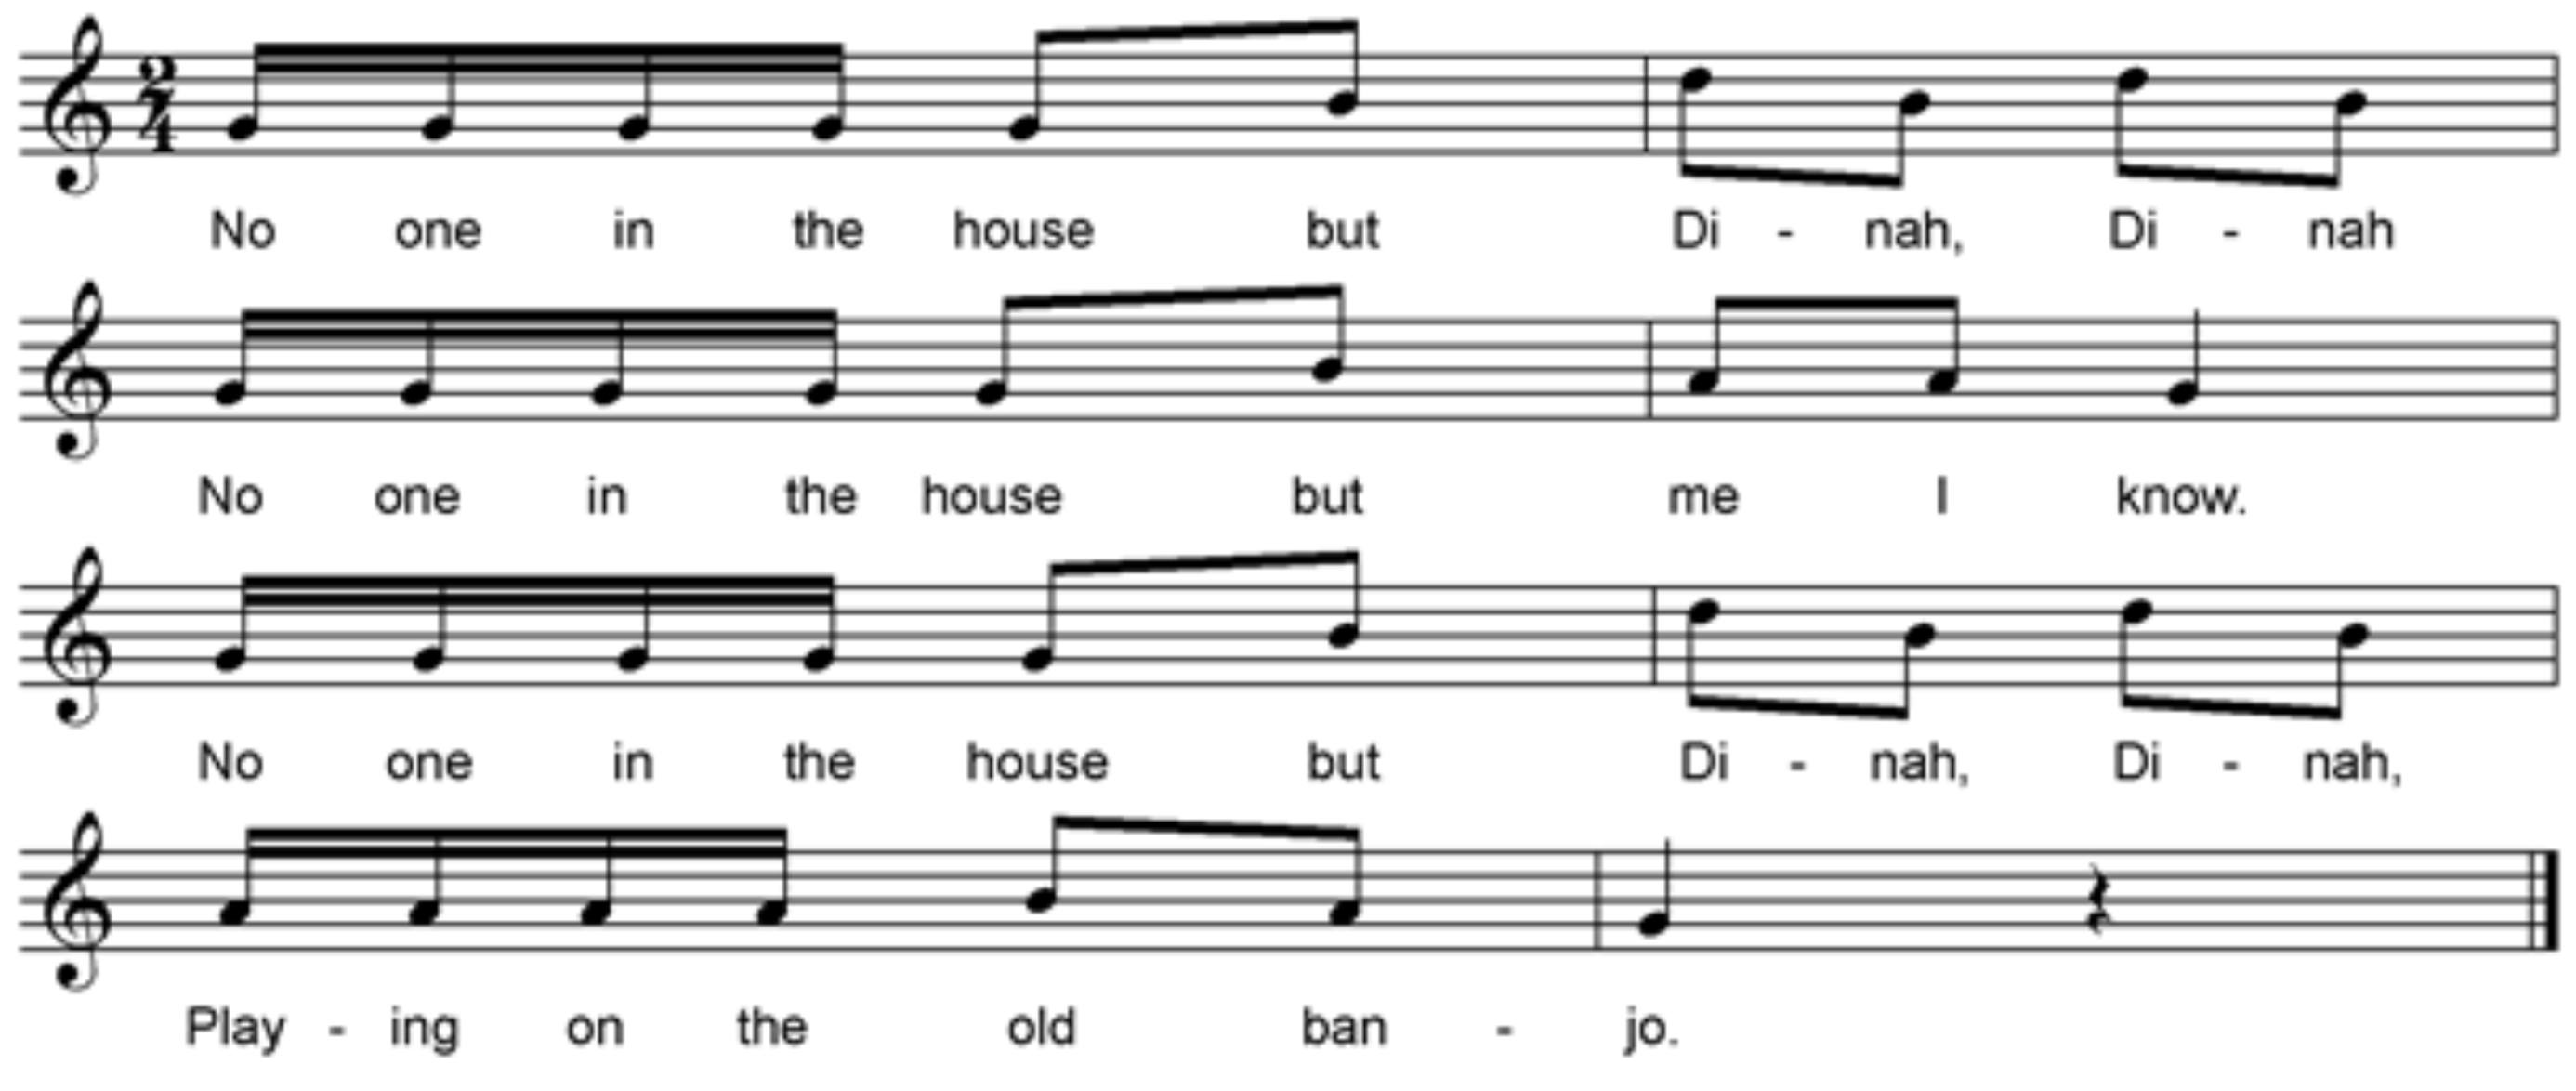 2
4
No one in the house but Di - nah, Di - nah
No one in the house but me I know.
No one in the house but Di - nah, Di - nah,
Play - ing on the old ban - jo.